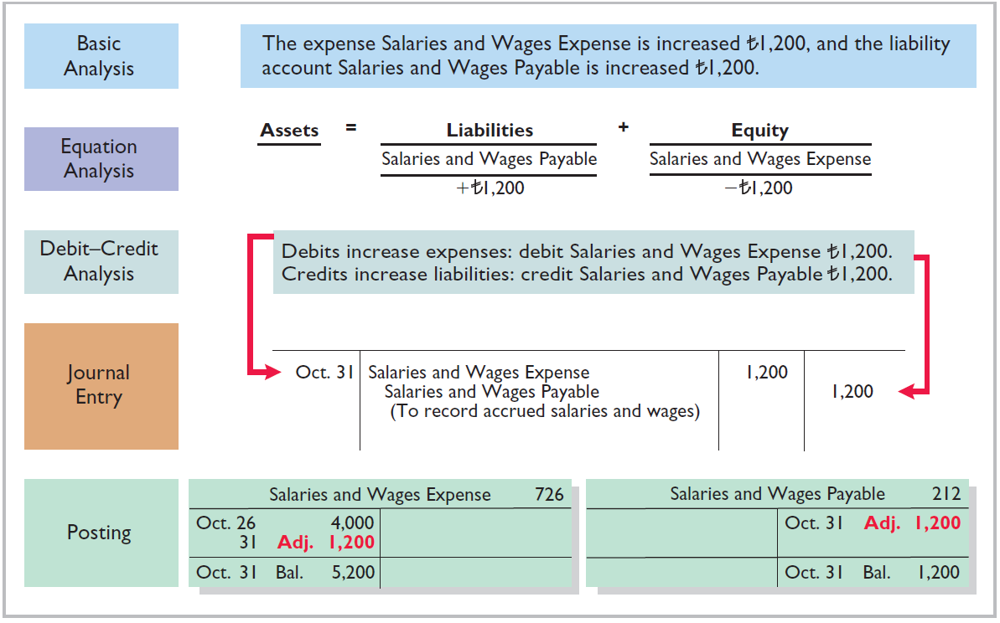 Basic
Analysis
The expense Salaries and Wages Expense is increased ₺1,200, and the liability
account Salaries and Wages Payable is increased ₺1,200.
Equation
Analysis
Assets = Liabilities + Equity
Salaries and Wages Payable Salaries and Wages Expense
+₺1,200 −₺1,200
Debit–Credit
Analysis
Debits increase expenses: debit Salaries and Wages Expense ₺1,200.
Credits increase liabilities: credit Salaries and Wages Payable ₺1,200.
Journal
Entry
Oct. 31 Salaries and Wages Expense 1,200
Salaries and Wages Payable 1,200
(To record accrued salaries and wages)
Posting
Salaries and Wages Expense 726
Oct. 26 4,000
31 Adj. 1,200
Oct. 31 Bal. 5,200
Salaries and Wages Payable 212
Oct. 31 Adj. 1,200
Oct. 31 Bal. 1,200